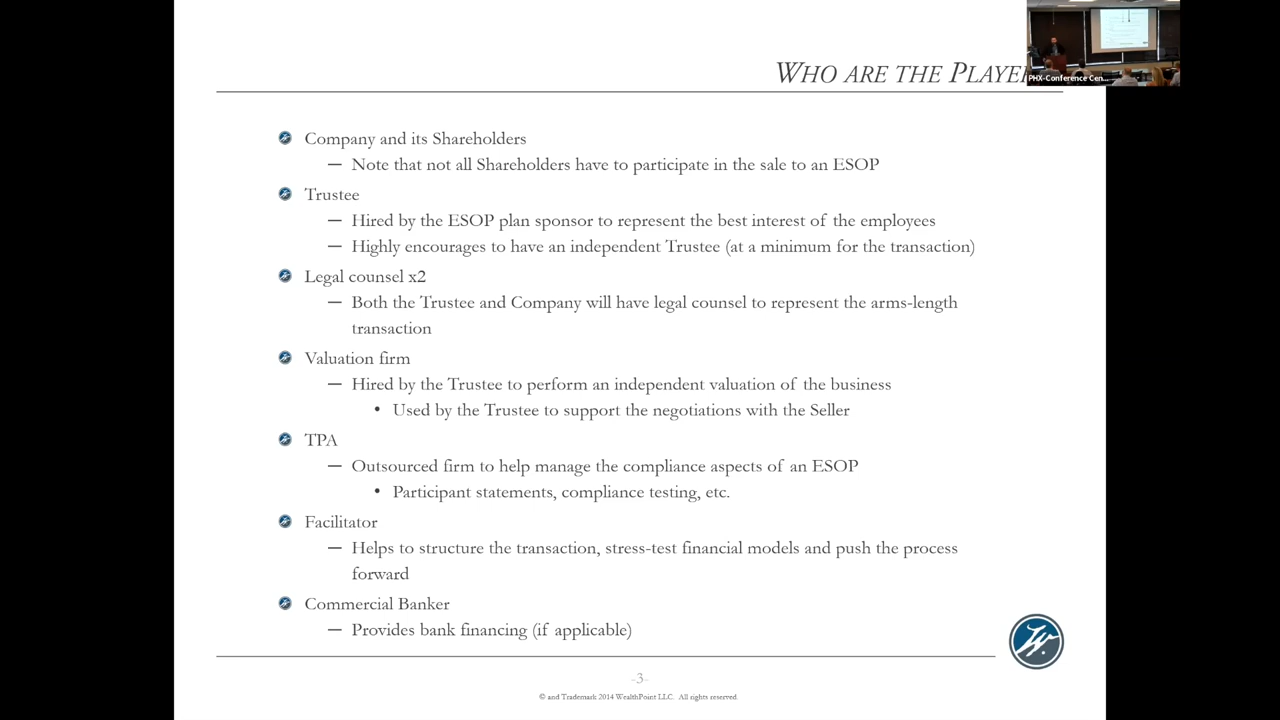 WHO ARE THE PLAYE
PHX-Conference Cen...
Company and its Shareholders
— Note that not all Shareholders have to participate in the sale to an ESOP
Trustee
— Hired by the ESOP plan sponsor to represent the best interest of the employees
— Highly encourages to have an independent Trustee (at a minimum for the transaction)
Legal counsel x2
— Both the Trustee and Company will have legal counsel to represent the arms-length
transaction
Valuation firm
— Hired by the Trustee to perform an independent valuation of the business
• Used by the Trustee to support the negotiations with the Seller
TPA
— Outsourced firm to help manage the compliance aspects of an ESOP
• Participant statements, compliance testing, etc.
Facilitator
— Helps to structure the transaction, stress-test financial models and push the process
forward
Commercial Banker
— Provides bank financing (if applicable)
-3-
© and Trademark 2014 WealthPoint LLC. All rights reserved.